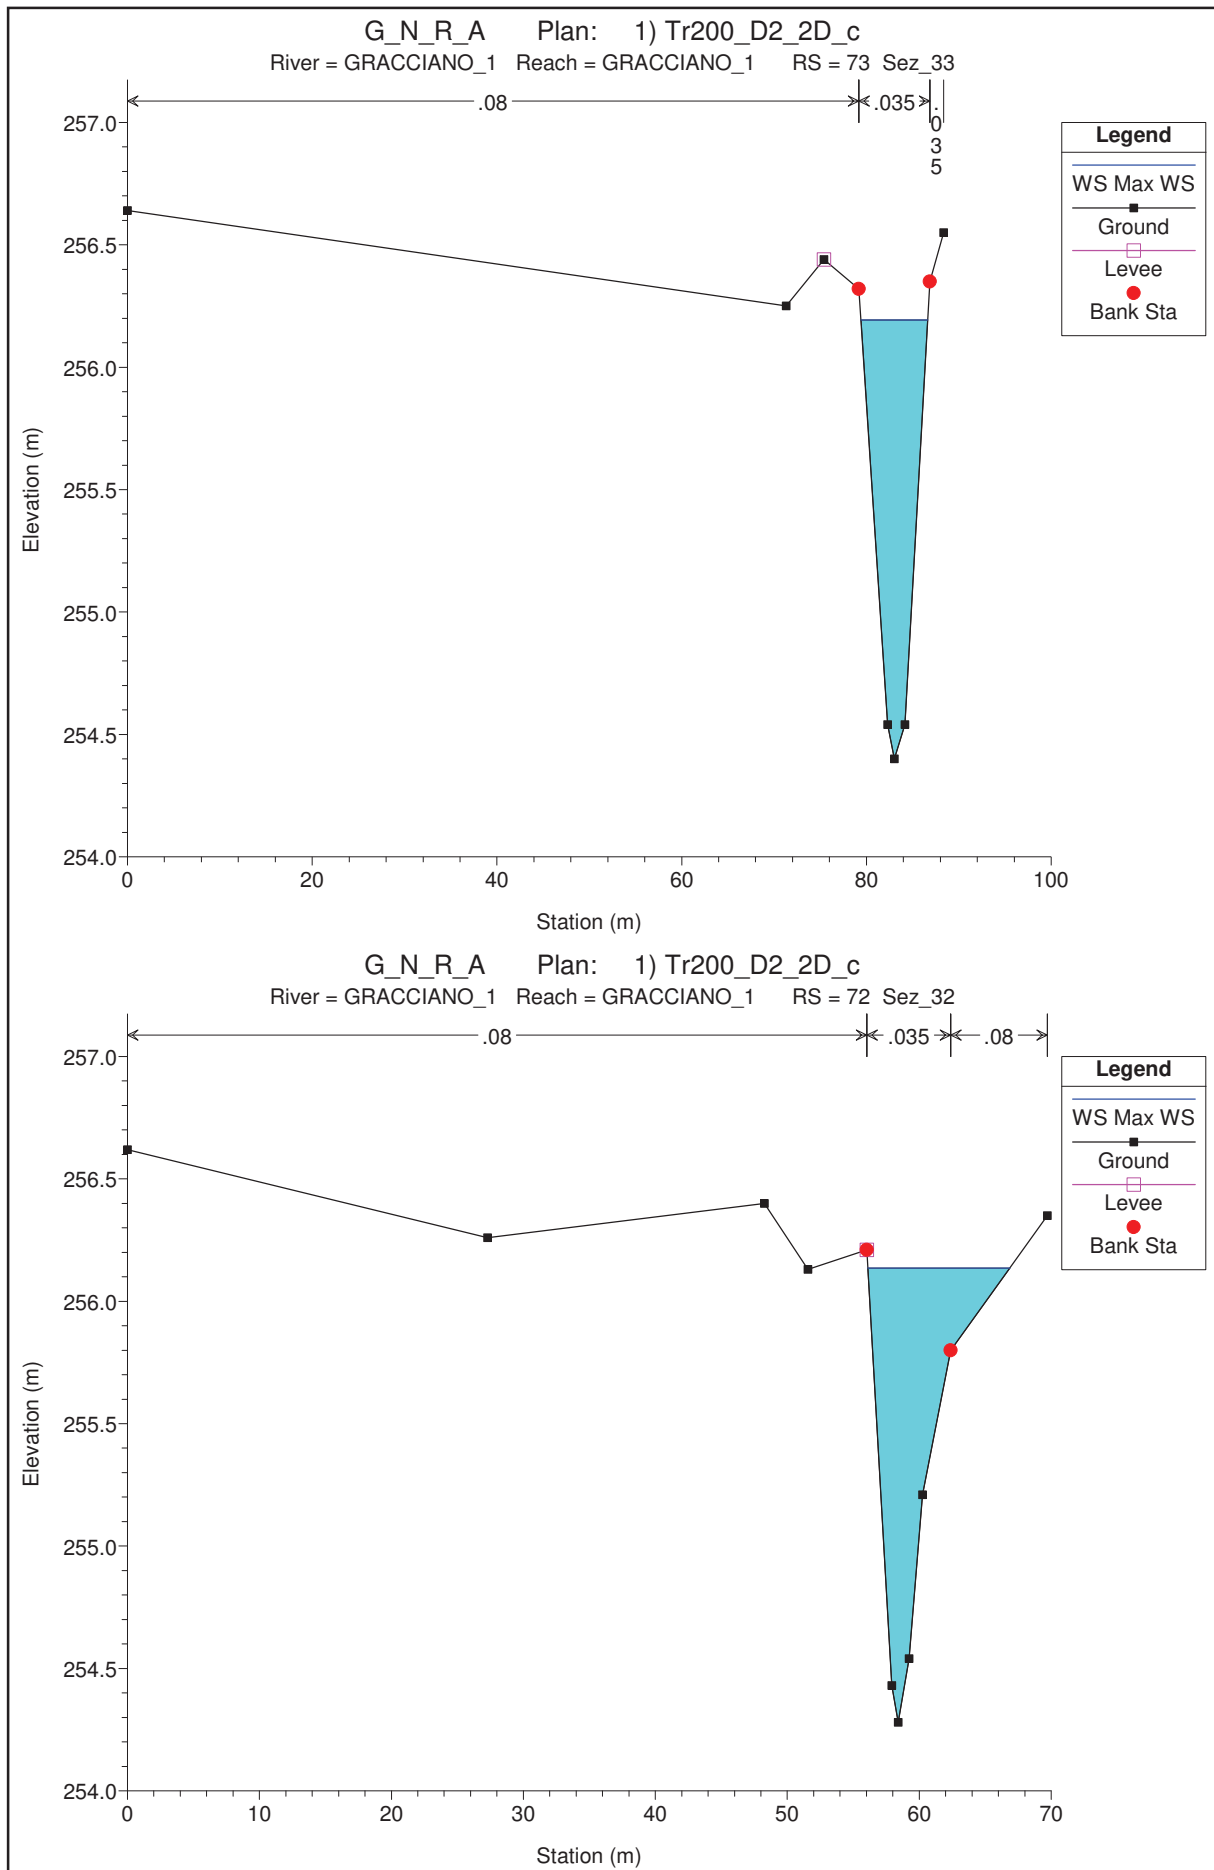 G_N_R_A Plan: 1) Tr200_D2_2D_c
River = GRACCIANO_1 Reach = GRACCIANO_1 RS = 73 Sez_33
.08
.035
.035
257.0
256.5
256.0
255.5
255.0
254.5
254.0
Elevation (m)
0 20 40 60 80 100
Station (m)
Legend
WS Max WS
Ground
Levee
Bank Sta
G_N_R_A Plan: 1) Tr200_D2_2D_c
River = GRACCIANO_1 Reach = GRACCIANO_1 RS = 72 Sez_32
.08
.035
.08
257.0
256.5
256.0
255.5
255.0
254.5
254.0
Elevation (m)
0 10 20 30 40 50 60 70
Station (m)
Legend
WS Max WS
Ground
Levee
Bank Sta